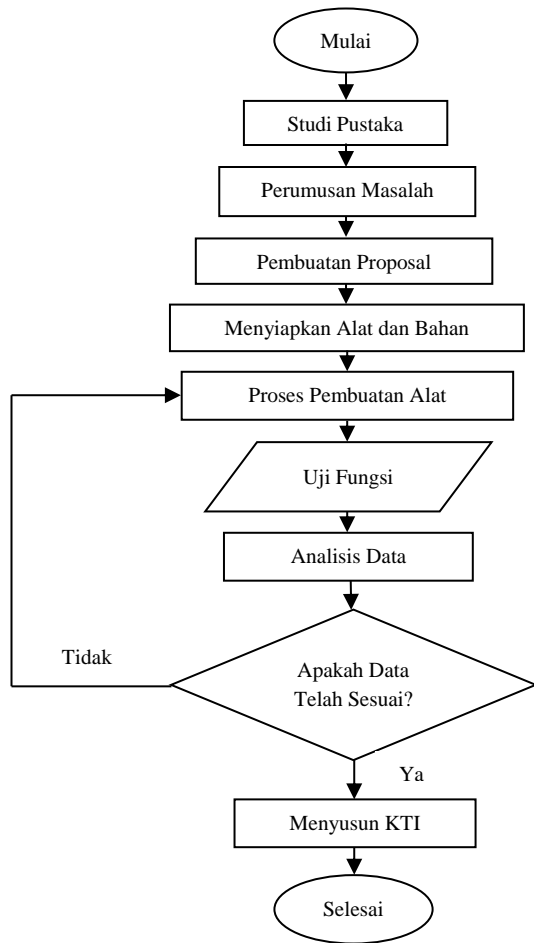 Mulai
Studi Pustaka
Perumusan Masalah
Pembuatan Proposal
Menyiapkan Alat dan Bahan
Proses Pembuatan Alat
Uji Fungsi
Analisis Data
Tidak
Apakah Data
Telah Sesuai?
Ya
Menyusun KTI
Selesai